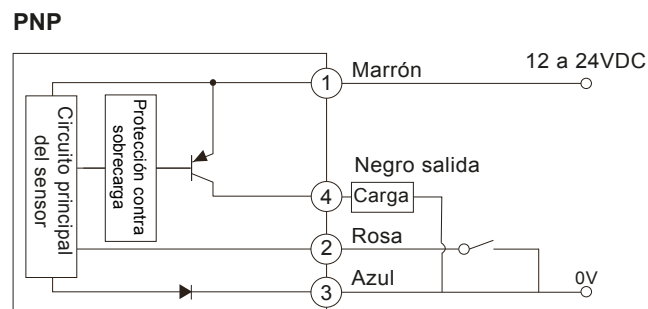 PNP
12 a 24VDC
1
Marrón
Circuito principal
del sensor
Protección contra
sobrecarga
Negro salida
4
Carga
2
Rosa
3
Azul
0V